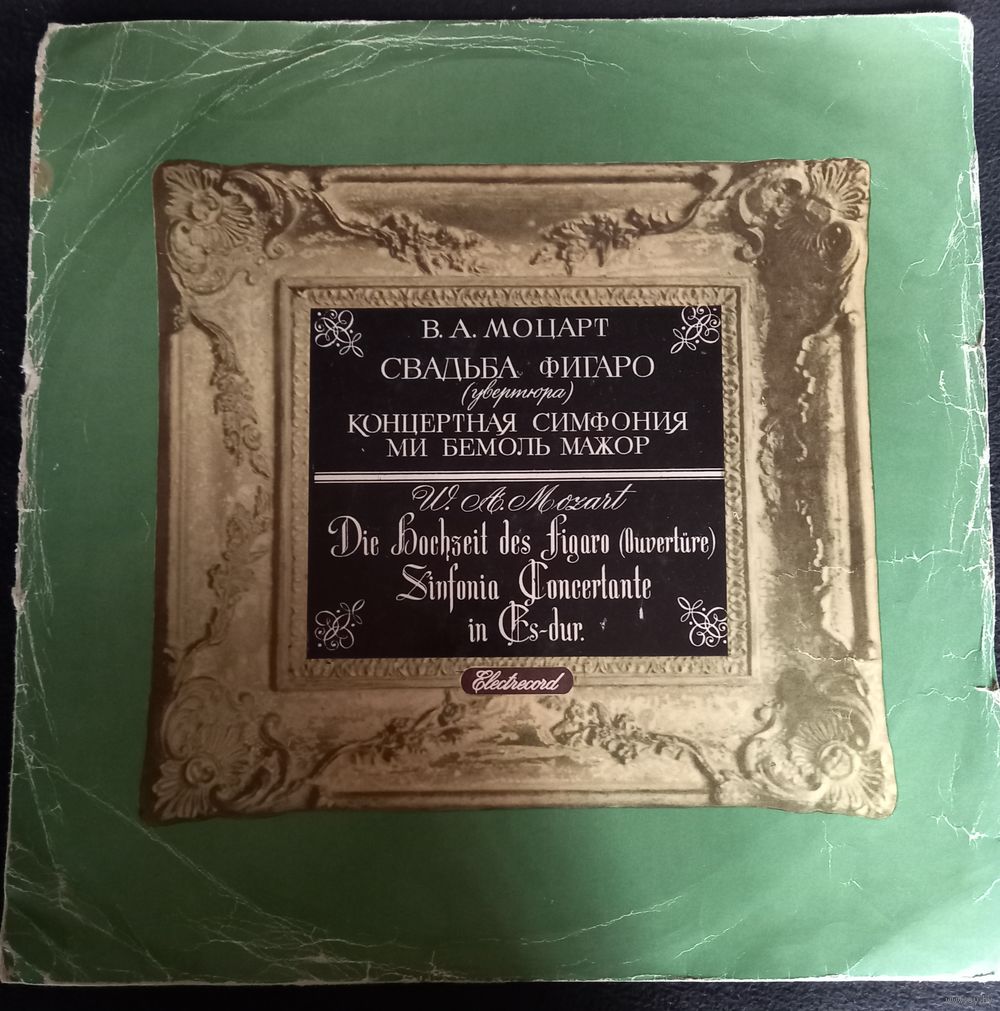 В. А. МОЦАРТ
СВАДЬБА ФИГАРО
(увертюра)
КОНЦЕРТНАЯ СИМФОНИЯ
МИ БЕМОЛЬ МАЖОР
W. A. Mozart
Die Hochzeit des Figaro (Ouvertüre)
Sinfonia Concertante
in Es-dur.
Electrecord